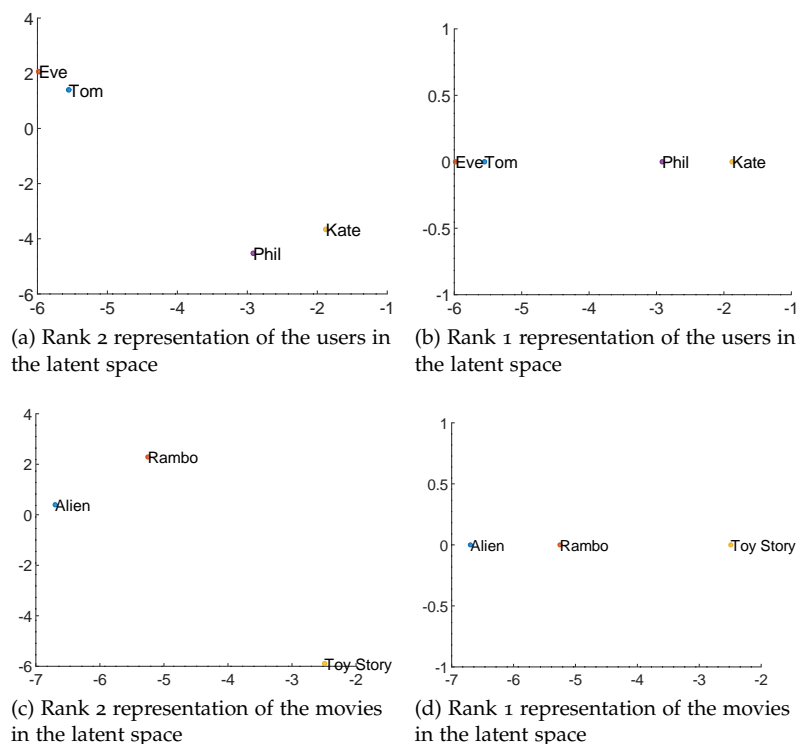 4
2
0
-2
-4
-6
Eve
Tom
Phil
Kate
-6 -5 -4 -3 -2 -1
(a) Rank 2 representation of the users in
the latent space
1
0.5
0
-0.5
-1
Eve Tom Phil Kate
-6 -5 -4 -3 -2 -1
(b) Rank 1 representation of the users in
the latent space
4
2
0
-2
-4
-6
Rambo
Alien
Toy Story
-7 -6 -5 -4 -3 -2
(c) Rank 2 representation of the movies
in the latent space
1
0.5
0
-0.5
-1
Alien Rambo Toy Story
-7 -6 -5 -4 -3 -2
(d) Rank 1 representation of the movies
in the latent space